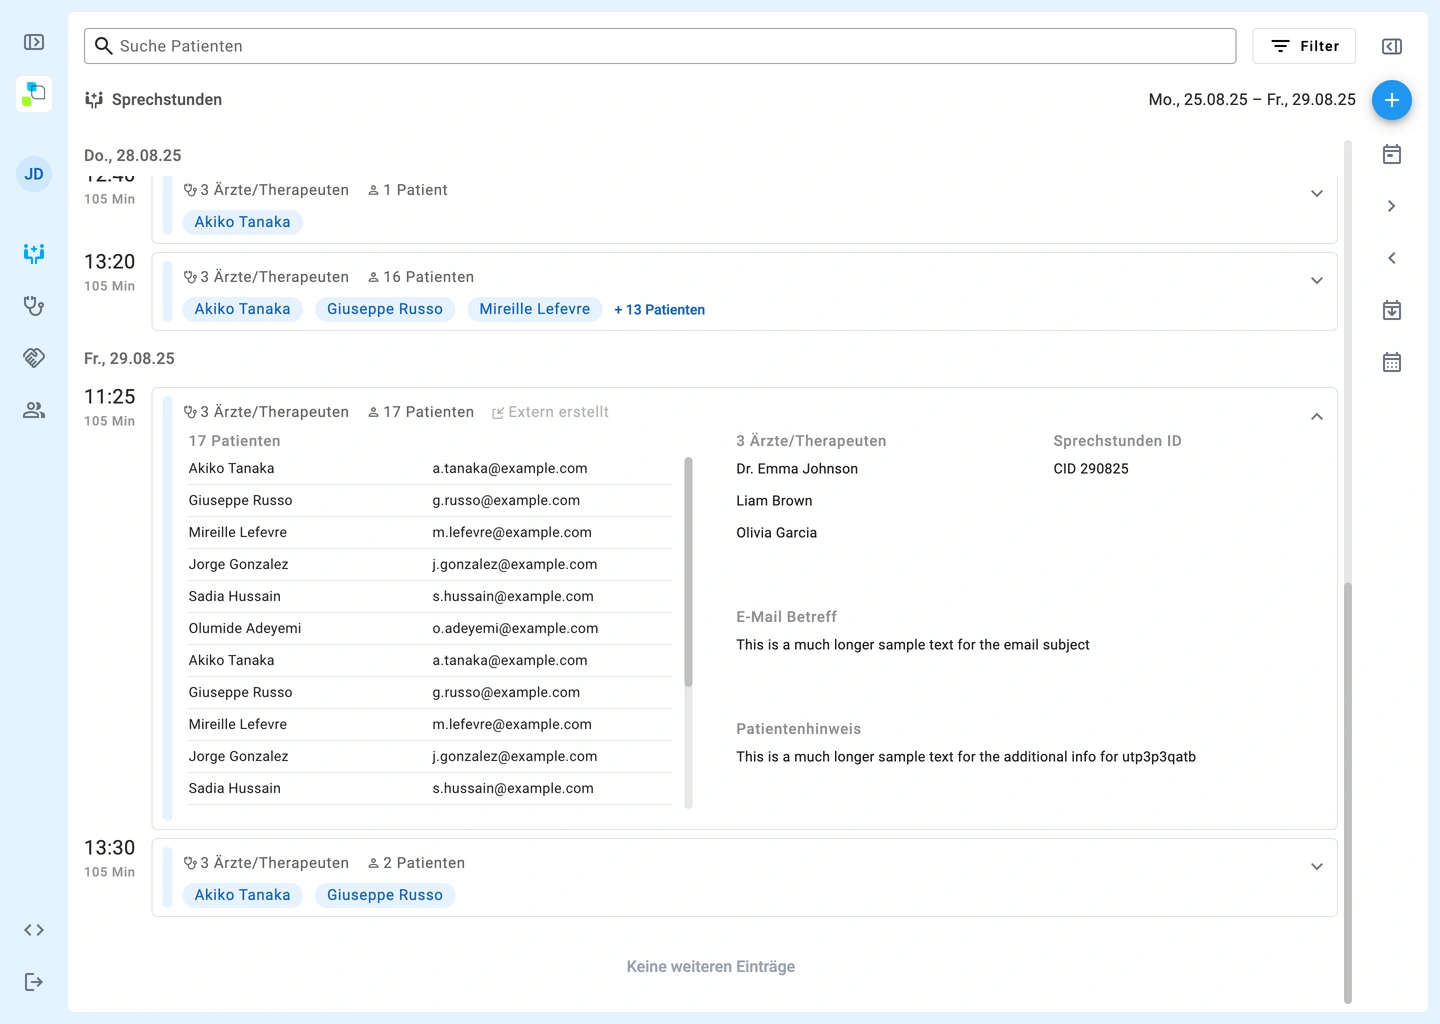 Suche Patienten
Filter
Sprechstunden
Mo., 25.08.25 – Fr., 29.08.25
JD
Do., 28.08.25
105 Min
3 Ärzte/Therapeuten 1 Patient
Akiko Tanaka
13:20
105 Min
3 Ärzte/Therapeuten 16 Patienten
Akiko Tanaka Giuseppe Russo Mireille Lefevre + 13 Patienten
Fr., 29.08.25
11:25
105 Min
3 Ärzte/Therapeuten 17 Patienten Extern erstellt
17 Patienten
Akiko Tanaka a.tanaka@example.com
Giuseppe Russo g.russo@example.com
Mireille Lefevre m.lefevre@example.com
Jorge Gonzalez j.gonzalez@example.com
Sadia Hussain s.hussain@example.com
Olumide Adeyemi o.adeyemi@example.com
Akiko Tanaka a.tanaka@example.com
Giuseppe Russo g.russo@example.com
Mireille Lefevre m.lefevre@example.com
Jorge Gonzalez j.gonzalez@example.com
Sadia Hussain s.hussain@example.com
3 Ärzte/Therapeuten
Dr. Emma Johnson
Liam Brown
Olivia Garcia
Sprechstunden ID
CID 290825
E-Mail Betreff
This is a much longer sample text for the email subject
Patientenhinweis
This is a much longer sample text for the additional info for utp3p3qatb
13:30
105 Min
3 Ärzte/Therapeuten 2 Patienten
Akiko Tanaka Giuseppe Russo
Keine weiteren Einträge